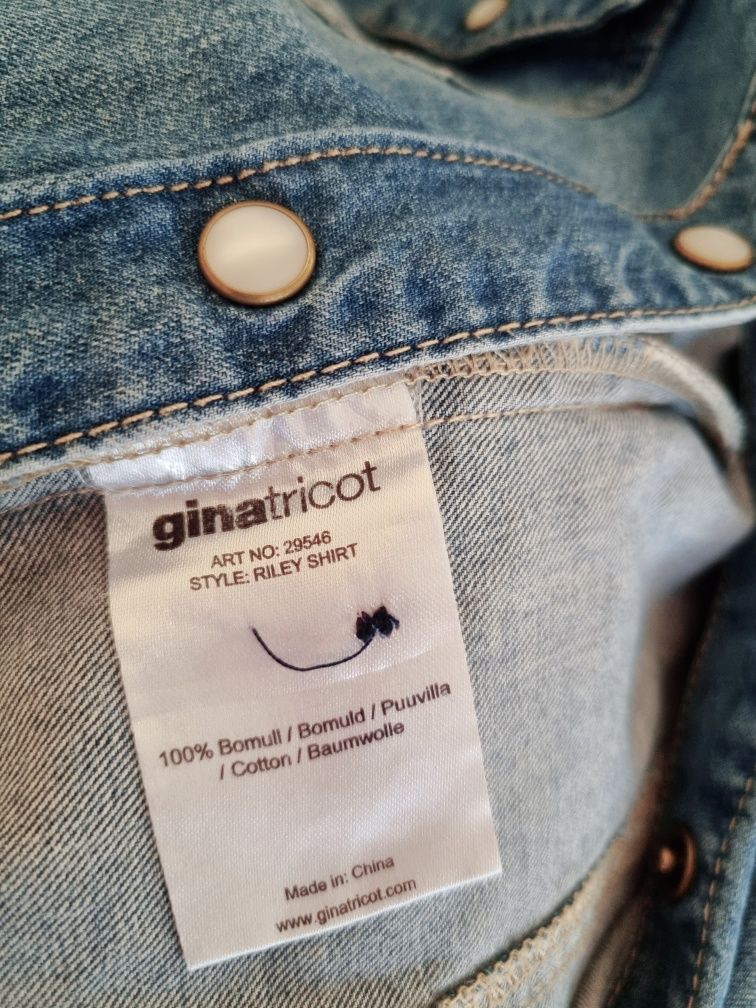 ginatricot
ART NO: 29546
STYLE: RILEY SHIRT
100% Bomull / Bomuld / Puuvilla
/ Cotton / Baumwolle
Made in: China
www.ginatricot.com